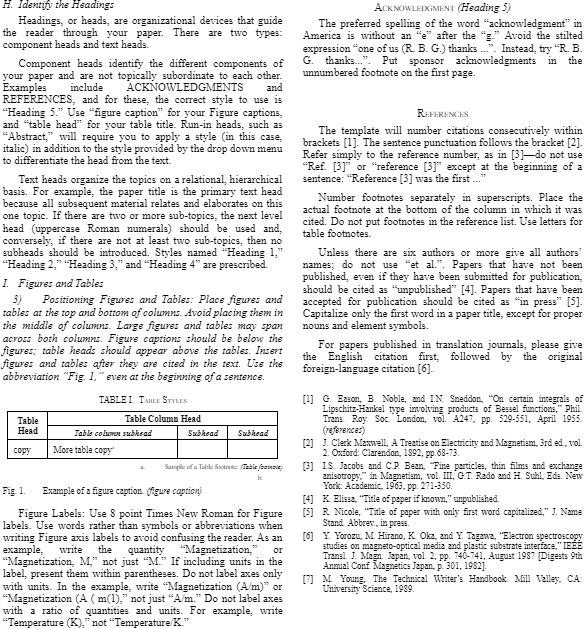 H. Identify the Headings
Headings, or heads, are organizational devices that guide
the reader through your paper. There are two types:
component heads and text heads.
Component heads identify the different components of
your paper and are not topically subordinate to each other.
Examples include ACKNOWLEDGMENTS and
REFERENCES, and for these, the correct style to use is
“Heading 5.” Use “figure caption” for your Figure captions,
and “table head” for your table title. Run-in heads, such as
“Abstract,” will require you to apply a style (in this case,
italic) in addition to the style provided by the drop down menu
to differentiate the head from the text.
Text heads organize the topics on a relational, hierarchical
basis. For example, the paper title is the primary text head
because all subsequent material relates and elaborates on this
one topic. If there are two or more sub-topics, the next level
head (uppercase Roman numerals) should be used and,
conversely, if there are not at least two sub-topics, then no
subheads should be introduced. Styles named “Heading 1,”
“Heading 2,” “Heading 3,” and “Heading 4” are prescribed.
I. Figures and Tables
3) Positioning Figures and Tables: Place figures and
tables at the top and bottom of columns. Avoid placing them in
the middle of columns. Large figures and tables may span
across both columns. Figure captions should be below the
figures; table heads should appear above the tables. Insert
figures and tables after they are cited in the text. Use the
abbreviation “Fig. 1,” even at the beginning of a sentence.
TABLE I. TABLE STYLES
Table Head
Table Column Head
Table column subhead Subhead Subhead
copy More table copyᵃ
a. Sample of a Table footnote. (Table footnote)
b.
Fig. 1. Example of a figure caption. (figure caption)
Figure Labels: Use 8 point Times New Roman for Figure
labels. Use words rather than symbols or abbreviations when
writing Figure axis labels to avoid confusing the reader. As an
example, write the quantity “Magnetization,” or
“Magnetization, M,” not just “M.” If including units in the
label, present them within parentheses. Do not label axes only
with units. In the example, write “Magnetization (A/m)” or
“Magnetization (A ( m(1),” not just “A/m.” Do not label axes
with a ratio of quantities and units. For example, write
“Temperature (K),” not “Temperature/K.”
ACKNOWLEDGMENT (Heading 5)
The preferred spelling of the word “acknowledgment” in
America is without an “e” after the “g.” Avoid the stilted
expression “one of us (R. B. G.) thanks ...”. Instead, try “R. B.
G. thanks...”. Put sponsor acknowledgments in the
unnumbered footnote on the first page.
REFERENCES
The template will number citations consecutively within
brackets [1]. The sentence punctuation follows the bracket [2].
Refer simply to the reference number, as in [3]—do not use
“Ref. [3]” or “reference [3]” except at the beginning of a
sentence: “Reference [3] was the first ...”
Number footnotes separately in superscripts. Place the
actual footnote at the bottom of the column in which it was
cited. Do not put footnotes in the reference list. Use letters for
table footnotes.
Unless there are six authors or more give all authors’
names; do not use “et al.”. Papers that have not been
published, even if they have been submitted for publication,
should be cited as “unpublished” [4]. Papers that have been
accepted for publication should be cited as “in press” [5].
Capitalize only the first word in a paper title, except for proper
nouns and element symbols.
For papers published in translation journals, please give
the English citation first, followed by the original
foreign-language citation [6].
[1] G. Eason, B. Noble, and I.N. Sneddon, “On certain integrals of
Lipschitz-Hankel type involving products of Bessel functions,” Phil.
Trans. Roy. Soc. London, vol. A247, pp. 529-551, April 1955.
(references)
[2] J. Clerk Maxwell, A Treatise on Electricity and Magnetism, 3rd ed., vol.
2. Oxford: Clarendon, 1892, pp.68-73.
[3] I.S. Jacobs and C.P. Bean, “Fine particles, thin films and exchange
anisotropy,” in Magnetism, vol. III, G.T. Rado and H. Suhl, Eds. New
York: Academic, 1963, pp. 271-350.
[4] K. Elissa, “Title of paper if known,” unpublished.
[5] R. Nicole, “Title of paper with only first word capitalized,” J. Name
Stand. Abbrev., in press.
[6] Y. Yorozu, M. Hirano, K. Oka, and Y. Tagawa, “Electron spectroscopy
studies on magneto-optical media and plastic substrate interface,” IEEE
Transl. J. Magn. Japan, vol. 2, pp. 740-741, August 1987 [Digests 9th
Annual Conf. Magnetics Japan, p. 301, 1982].
[7] M. Young, The Technical Writer’s Handbook. Mill Valley, CA:
University Science, 1989.